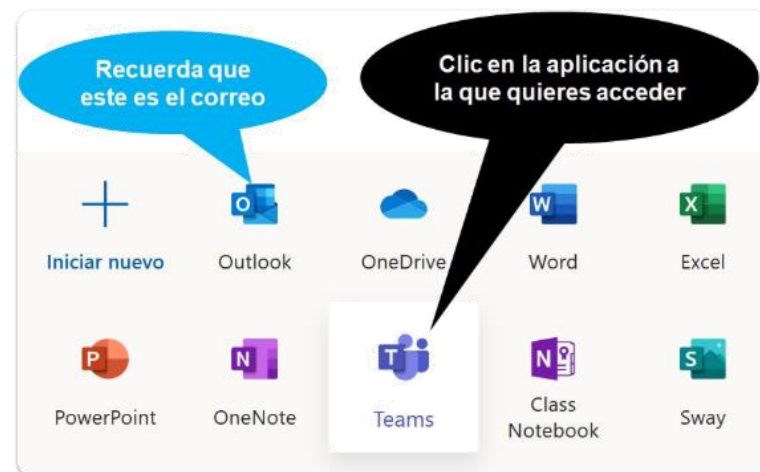 Recuerda que
este es el correo
Clic en la aplicación a
la que quieres acceder
Iniciar nuevo
Outlook
OneDrive
Word
Excel
PowerPoint
OneNote
Teams
Class
Notebook
Sway